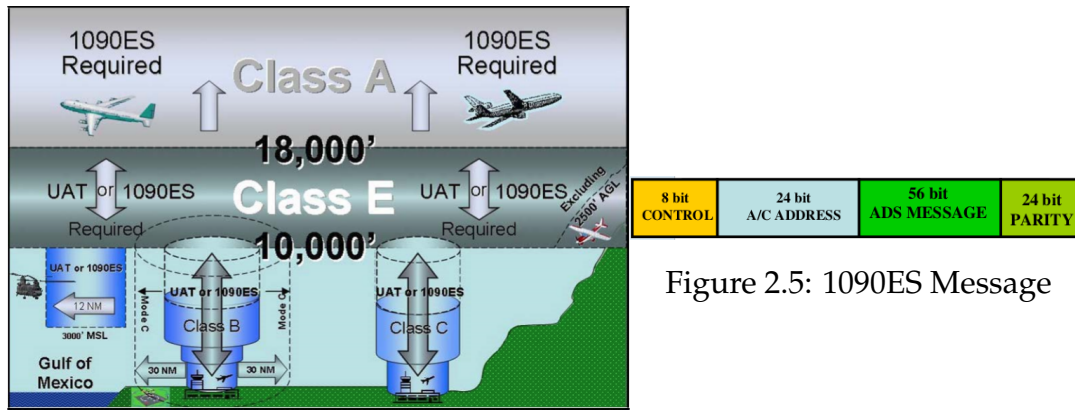 1090ES
Required
1090ES
Required
Class A
18,000’
UAT or 1090ES
Required
Class E
UAT or 1090ES
Required
Excluding
2500’ AGL
10,000’
UAT or 1090ES
12 NM
3000’ MSL
Gulf of
Mexico
Mode C
UAT or 1090ES
Mode C
Class B
30 NM
30 NM
UAT or 1090ES
Class C
8 bit
CONTROL
24 bit
A/C ADDRESS
56 bit
ADS MESSAGE
24 bit
PARITY
Figure 2.5: 1090ES Message